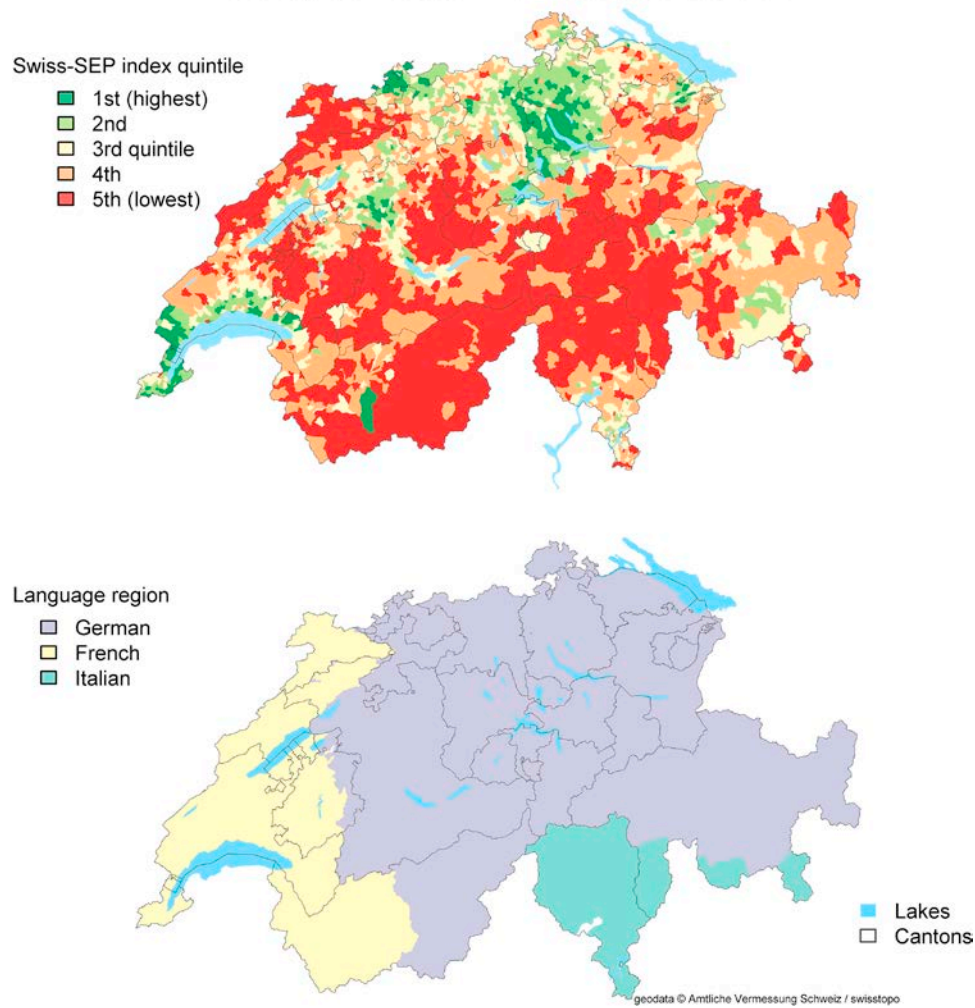 Swiss-SEP index quintile
1st (highest)
2nd
3rd quintile
4th
5th (lowest)
Language region
German
French
Italian
Lakes
Cantons
geodata © Amtliche Vermessung Schweiz / swisstopo